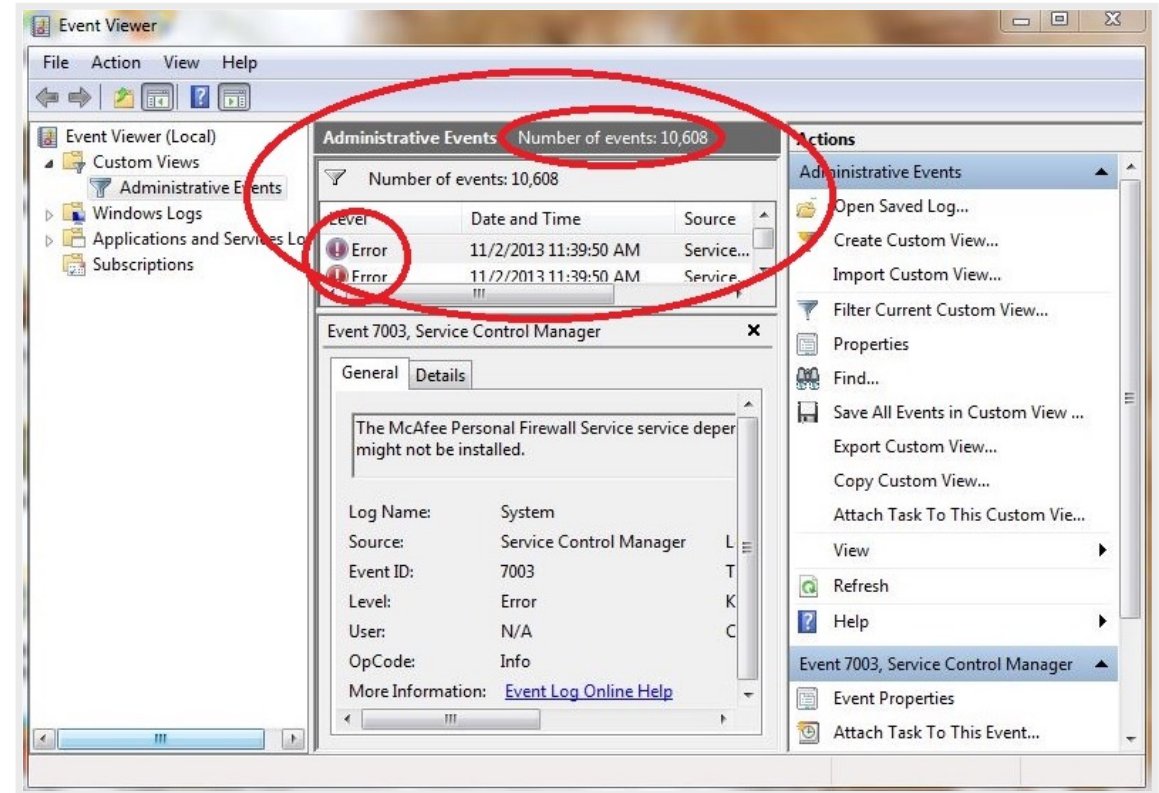 Event Viewer
File Action View Help
Event Viewer (Local)
Custom Views
Administrative Events
Windows Logs
Applications and Services Lo
Subscriptions
Administrative Events Number of events: 10,608
Number of events: 10,608
Level Date and Time Source
Error 11/2/2013 11:39:50 AM Service...
Error 11/2/2013 11:39:50 AM Service...
Event 7003, Service Control Manager
General Details
The McAfee Personal Firewall Service service deper
might not be installed.
Log Name: System
Source: Service Control Manager L
Event ID: 7003 T
Level: Error K
User: N/A C
OpCode: Info
More Information: Event Log Online Help
Actions
Administrative Events
Open Saved Log...
Create Custom View...
Import Custom View...
Filter Current Custom View...
Properties
Find...
Save All Events in Custom View ...
Export Custom View...
Copy Custom View...
Attach Task To This Custom Vie...
View
Refresh
Help
Event 7003, Service Control Manager
Event Properties
Attach Task To This Event...